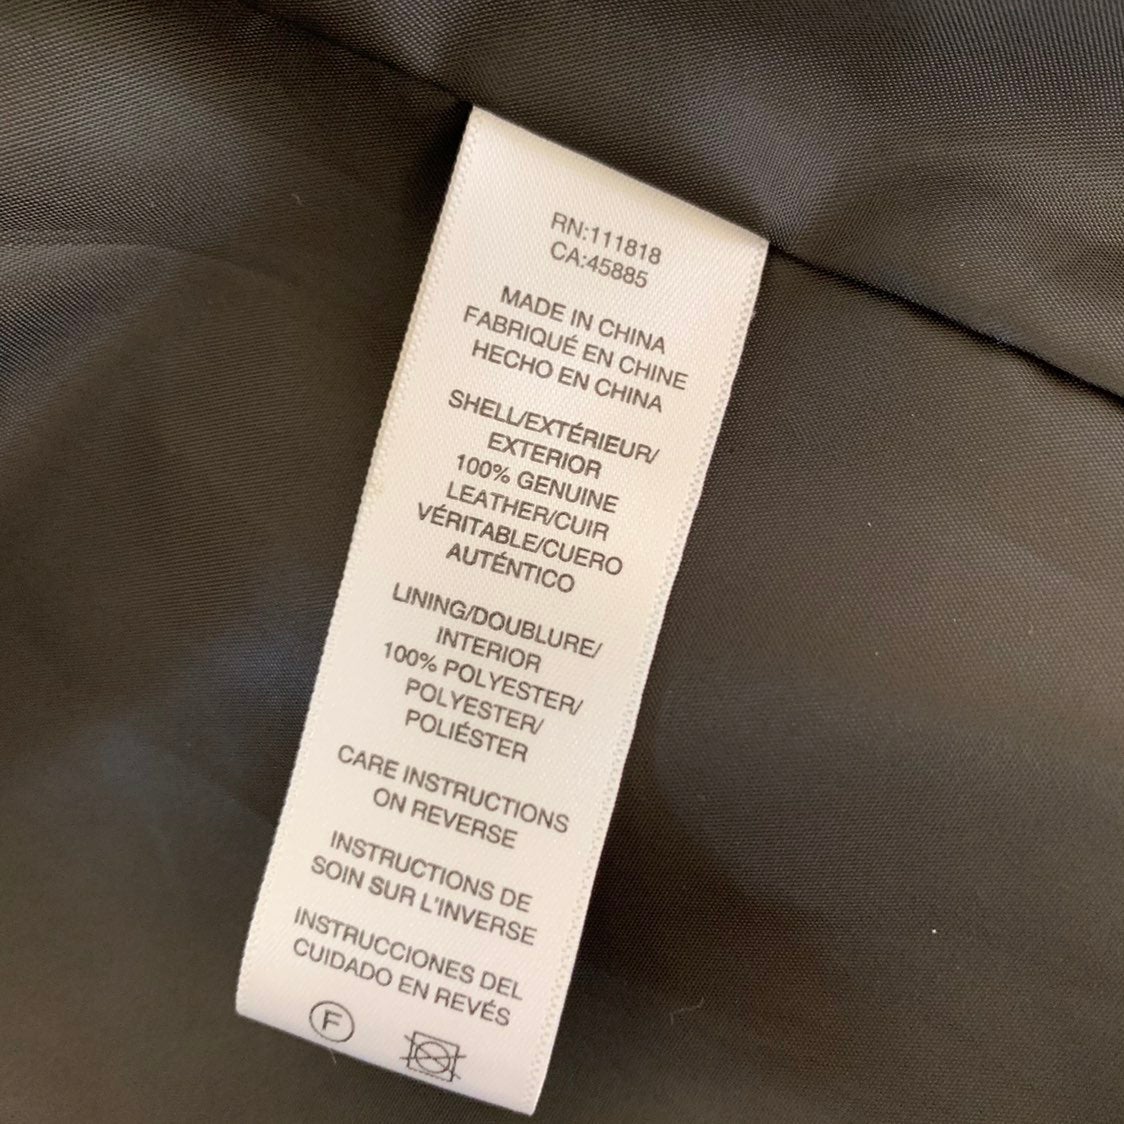 RN:111818
CA:45885
MADE IN CHINA
FABRIQUÉ EN CHINE
HECHO EN CHINA
SHELL/EXTÉRIEUR/
EXTERIOR
100% GENUINE
LEATHER/CUIR
VÉRITABLE/CUERO
AUTÉNTICO
LINING/DOUBLURE/
INTERIOR
100% POLYESTER/
POLYESTER/
POLIÉSTER
CARE INSTRUCTIONS
ON REVERSE
INSTRUCTIONS DE
SOIN SUR L'INVERSE
INSTRUCCIONES DEL
CUIDADO EN REVÉS
F